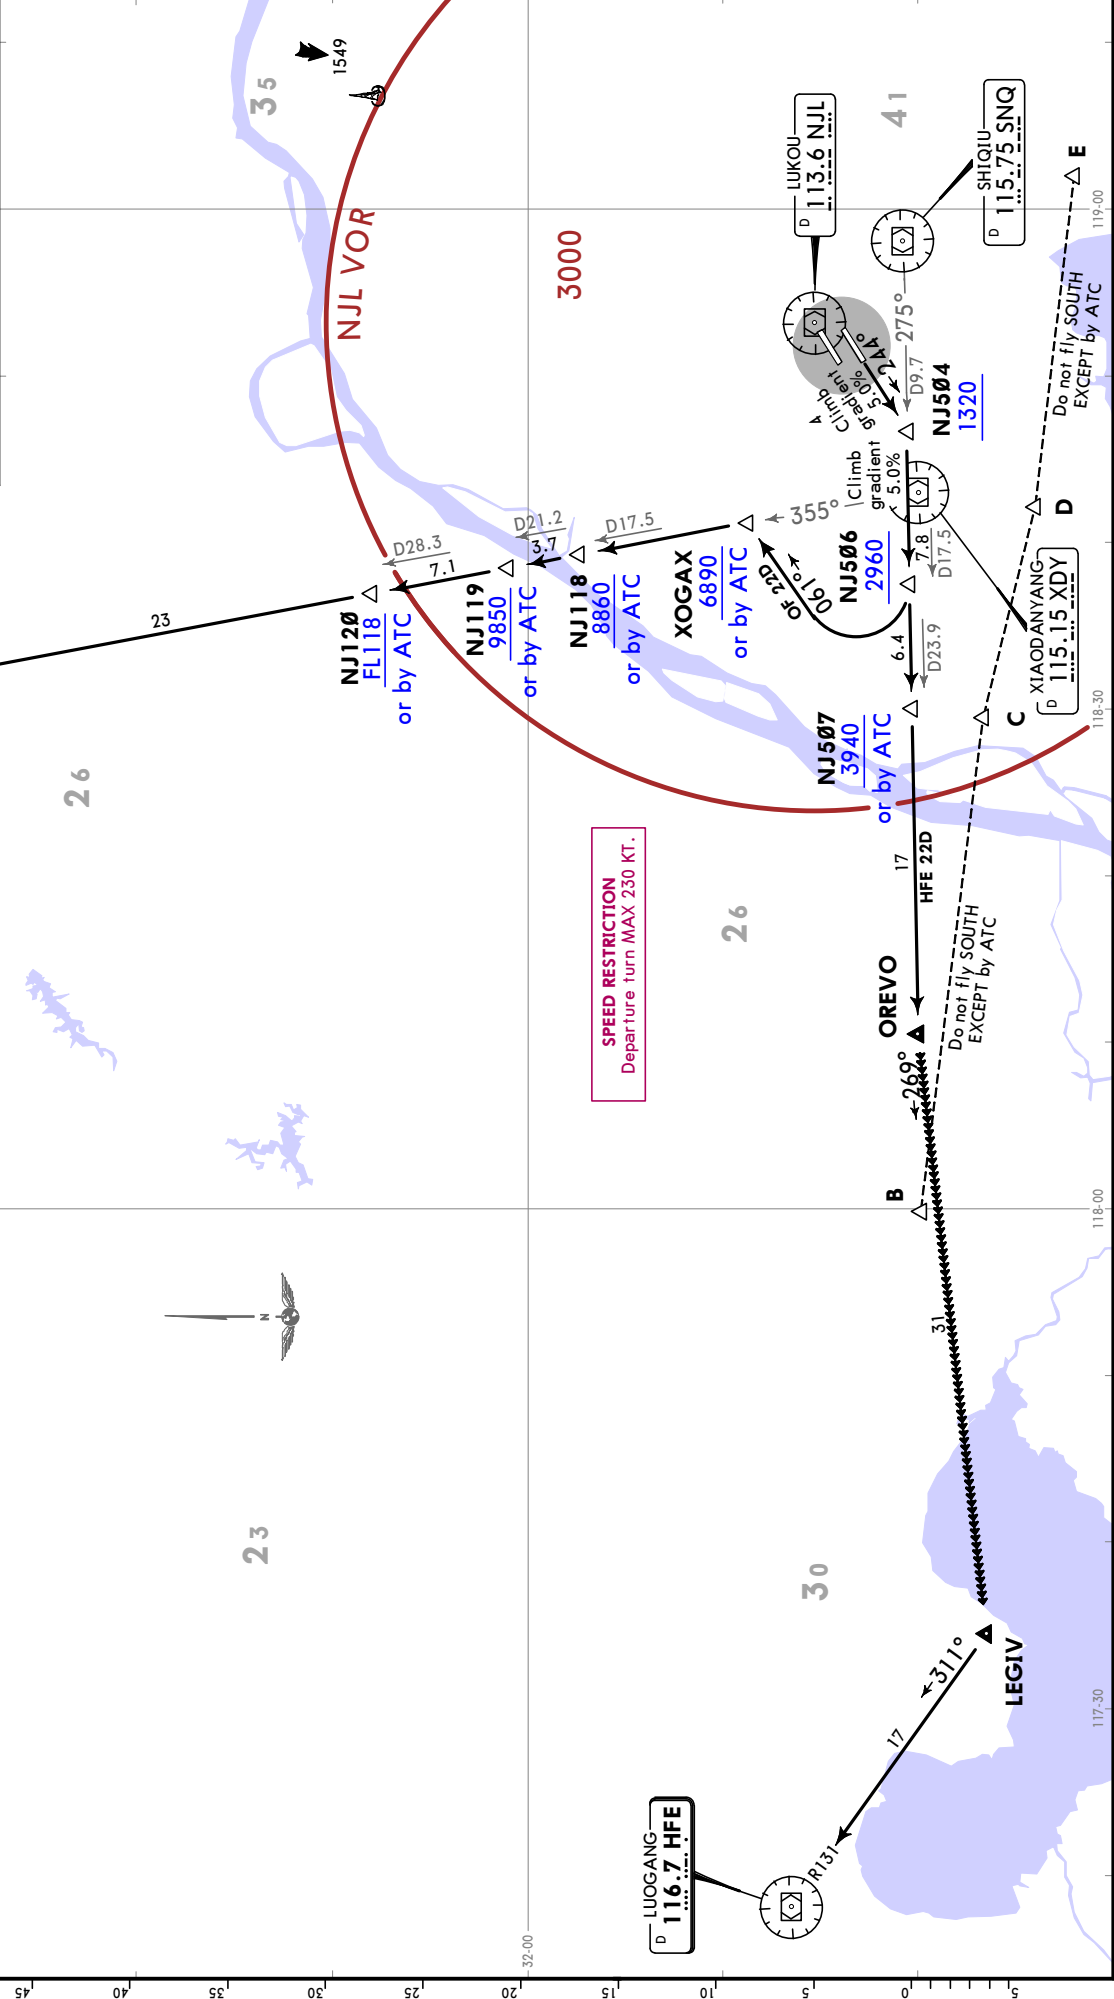 35
1549
NJL VOR
3000
LUKOU
D
113.6 NJL
41
SHIQIU
D
115.75 SNQ
119-00
E
Do not fly SOUTH
EXCEPT by ATC
275°
D9.7
244°
4
Climb
gradient
5.0%
NJ5Ø4
1320
Climb
gradient
5.0%
7.8
D17.5
D
XIAODANYANG
D
115.15 XDY
118-30
C
23
NJ12Ø
FL118
or by ATC
D28.3
7.1
NJ119
9850
or by ATC
D21.2
3.7
NJ118
8860
or by ATC
D17.5
XOGAX
6890
or by ATC
355°
061°
OF 22D
NJ5Ø6
2960
6.4
D23.9
NJ5Ø7
3940
or by ATC
26
SPEED RESTRICTION
Departure turn MAX 230 KT.
26
17
HFE 22D
OREVO
269°
Do not fly SOUTH
EXCEPT by ATC
B
118-00
N
31
23
30
LEGIV
311°
17
117-30
R131
LUOGANG
D
116.7 HFE
32-00
45
40
35
30
25
20
15
10
5
0
5